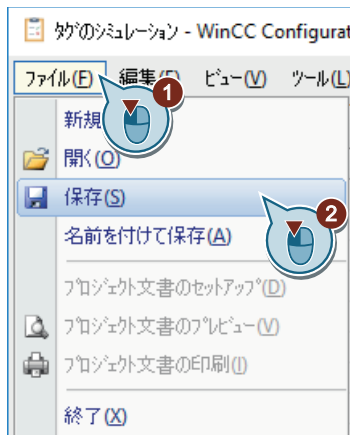 ﾀｸﾞのｼﾐｭﾚｰｼｮﾝ - WinCC Configurat
ﾌｧｲﾙ(F) 編集(E) ﾋﾞｭｰ(V) ﾂｰﾙ(L)
1
新規
開く(O)
保存(S)
2
名前を付けて保存(A)
ﾌﾟﾛｼﾞｪｸﾄ文書のｾｯﾄｱｯﾌﾟ(D)
ﾌﾟﾛｼﾞｪｸﾄ文書のﾌﾟﾚﾋﾞｭｰ(V)
ﾌﾟﾛｼﾞｪｸﾄ文書の印刷(I)
終了(X)